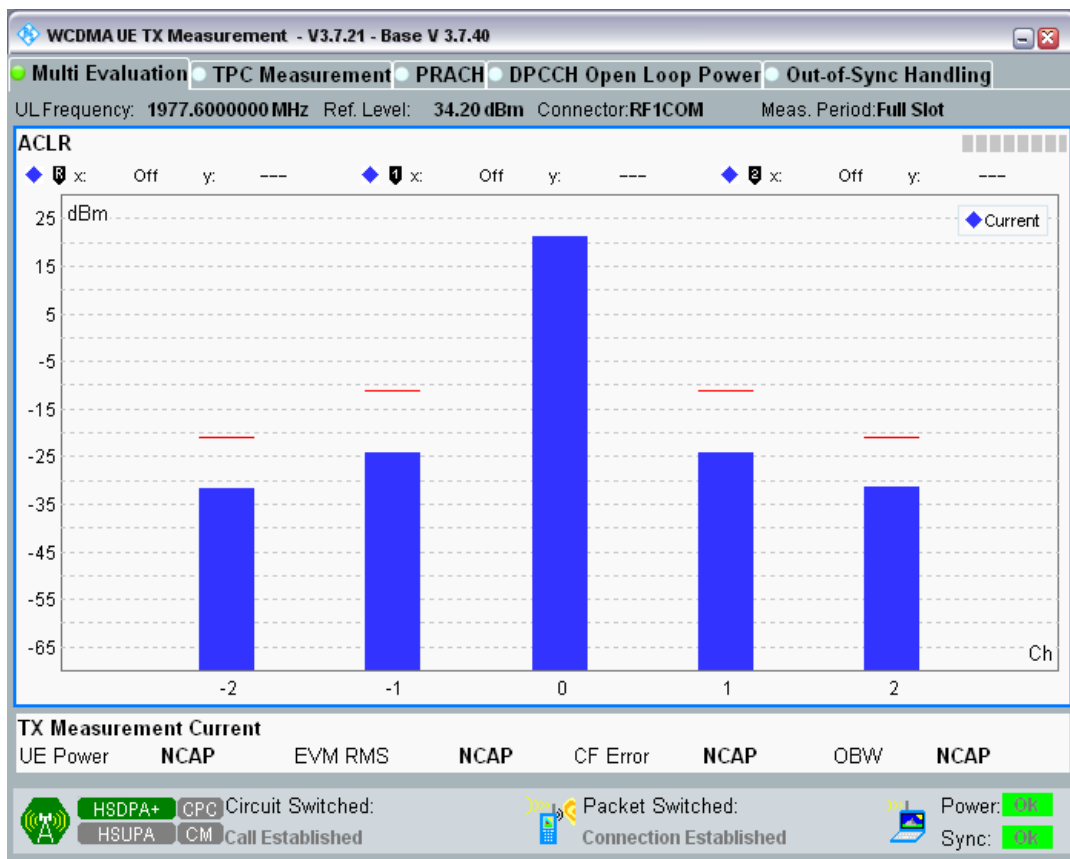 WCDMA UE TX Measurement - V3.7.21 - Base V 3.7.40
Multi Evaluation TPC Measurement PRACH DPCCH Open Loop Power Out-of-Sync Handling
UL Frequency: 1977.6000000 MHz Ref. Level: 34.20 dBm Connector:RF1COM Meas. Period:Full Slot
ACLR
R x: Off y: --- 1 x: Off y: --- 2 x: Off y: ---
dBm
Current
25
15
5
-5
-15
-25
-35
-45
-55
-65
Ch
-2 -1 0 1 2
TX Measurement Current
UE Power NCAP EVM RMS NCAP CF Error NCAP OBW NCAP
HSDPA+ CPC Circuit Switched: Packet Switched: Power: OK
HSUPA CM Call Established Connection Established Sync: OK